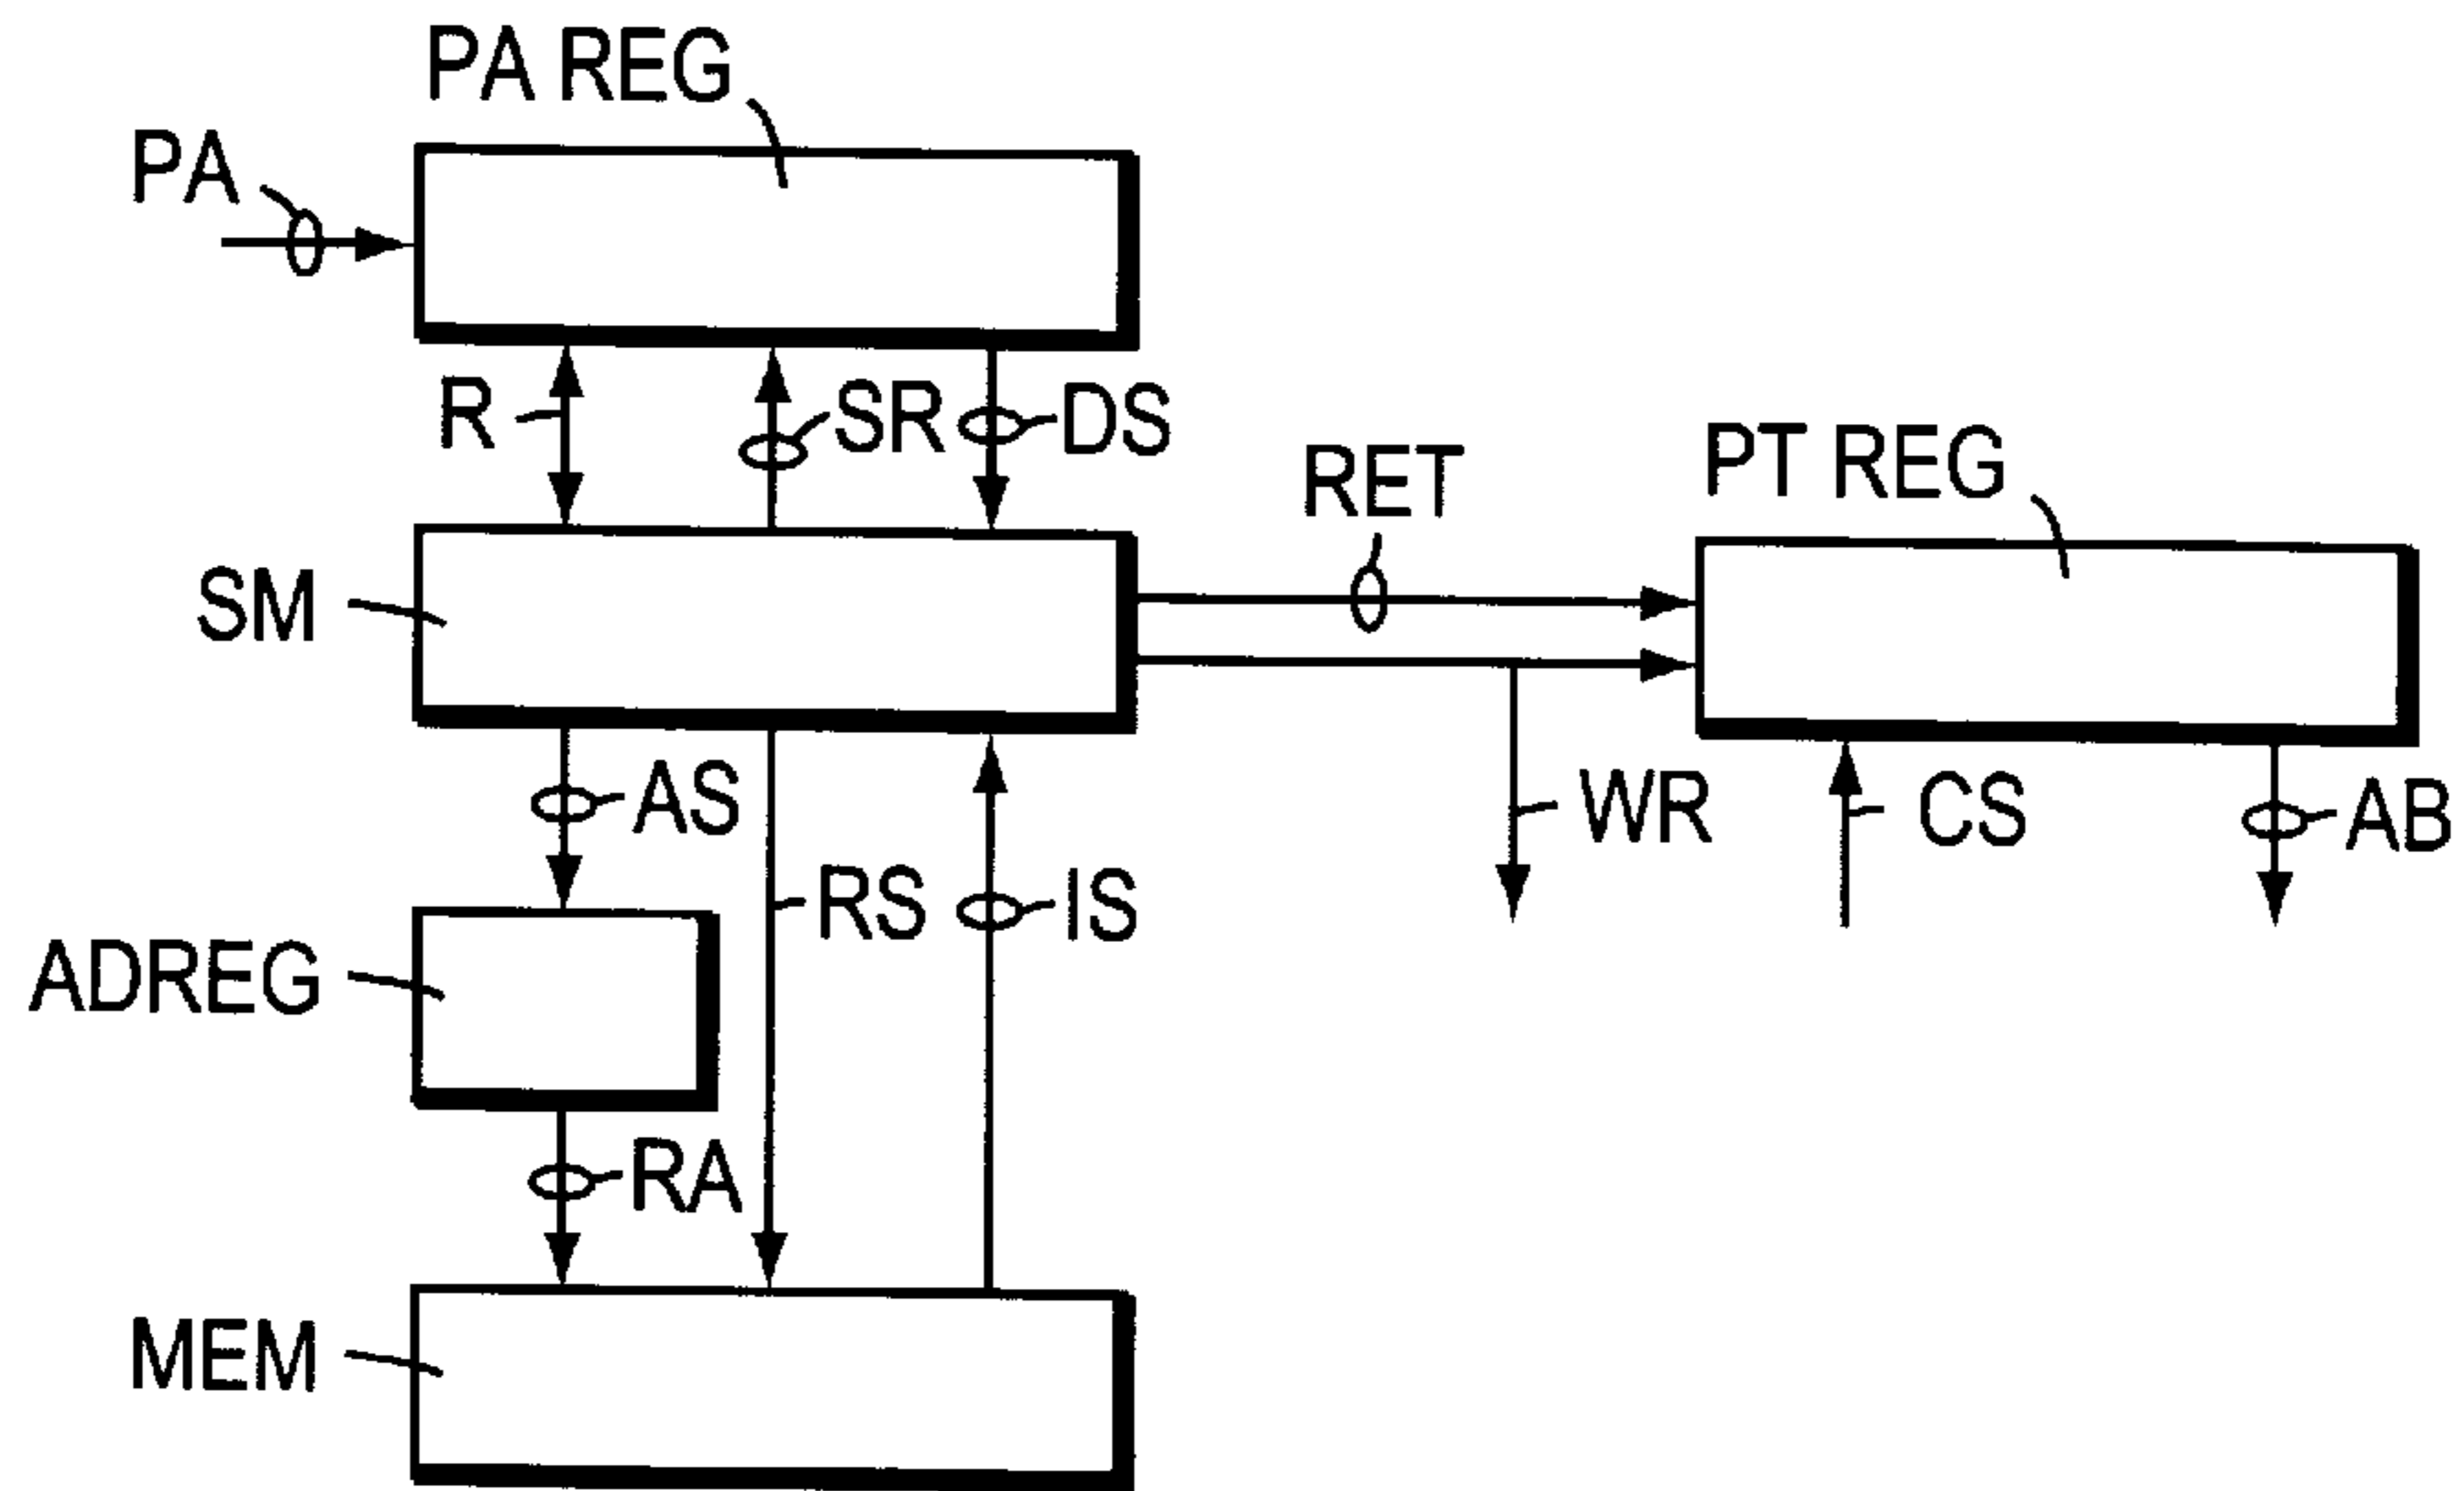 PA REG
PA
R
SR
DS
RET
PT REG
SM
AS
WR
CS
AB
RS
IS
ADREG
RA
MEM